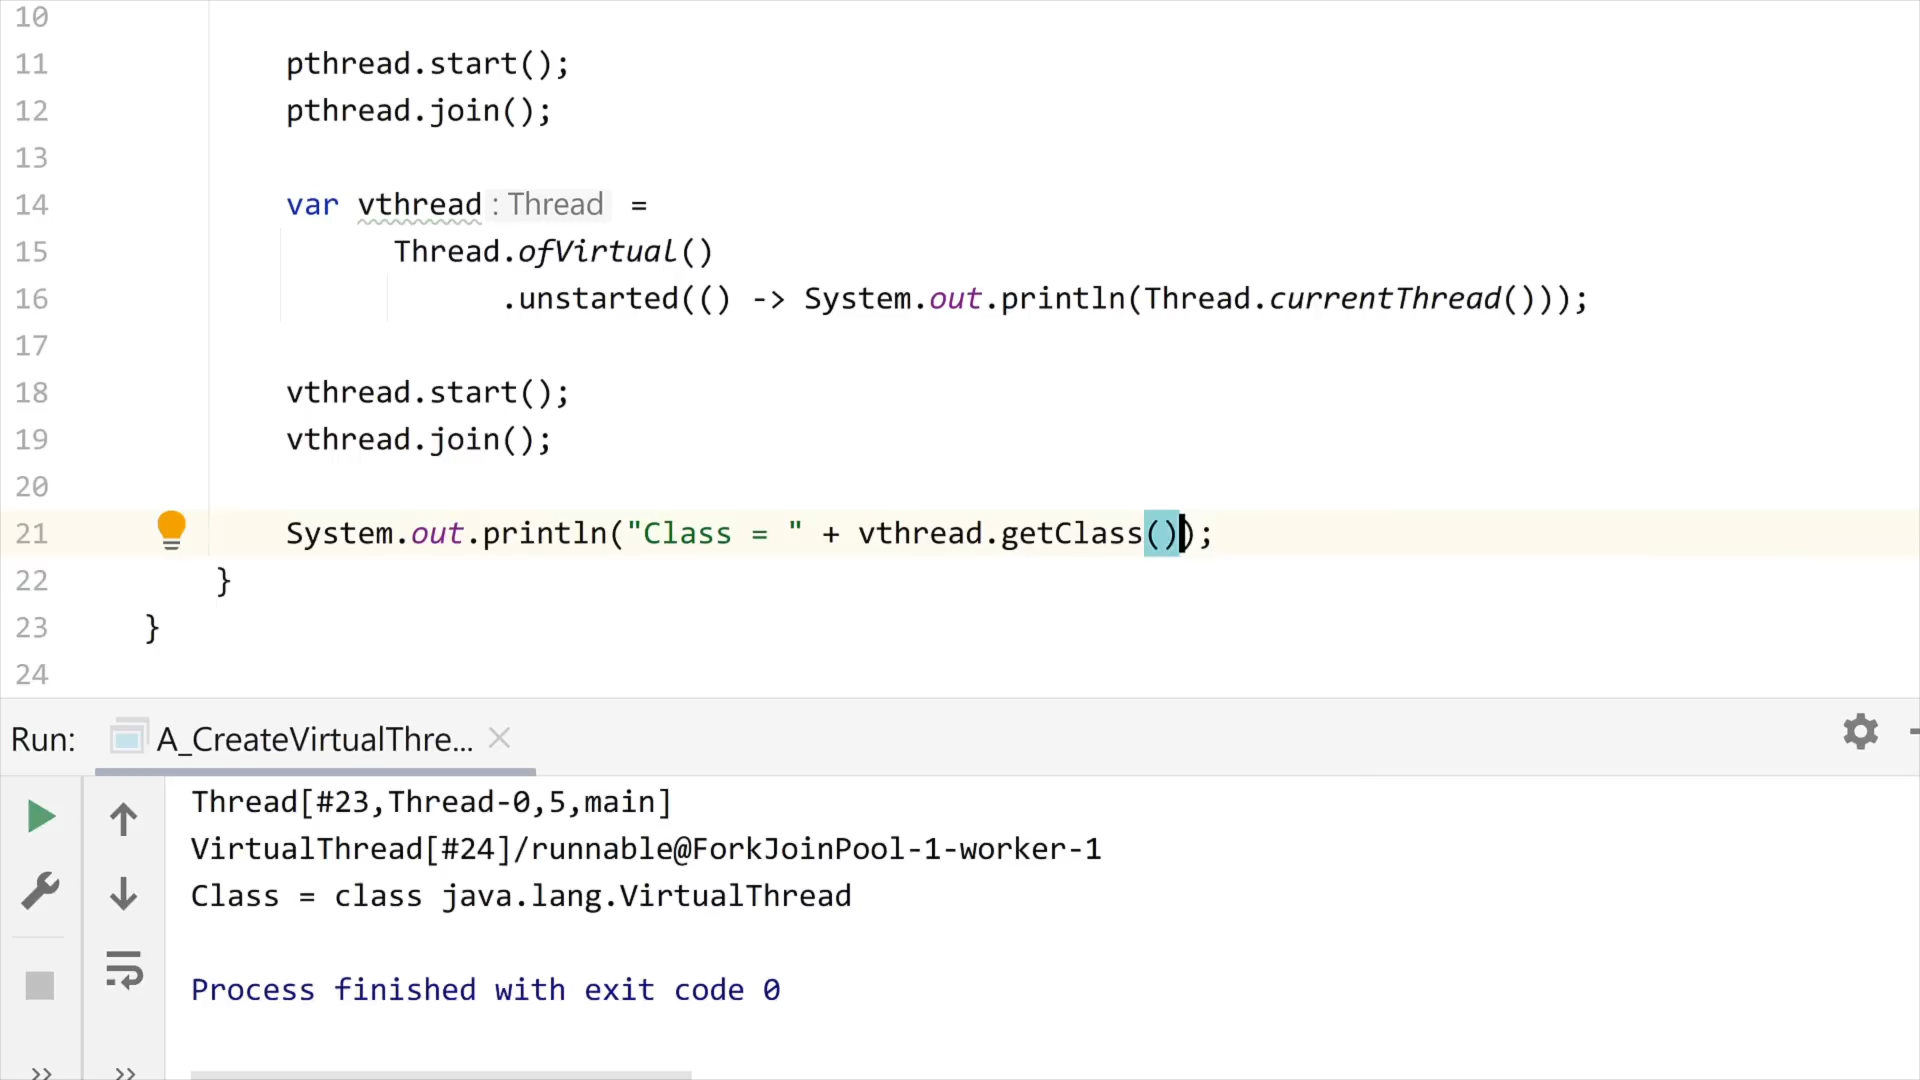 10
11 pthread.start();
12 pthread.join();
13
14 var vthread : Thread =
15 Thread.ofVirtual()
16 .unstarted(() -> System.out.println(Thread.currentThread()));
17
18 vthread.start();
19 vthread.join();
20
21 System.out.println("Class = " + vthread.getClass());
22 }
23 }
24
Run: A_CreateVirtualThre...
Thread[#23,Thread-0,5,main]
VirtualThread[#24]/runnable@ForkJoinPool-1-worker-1
Class = class java.lang.VirtualThread
Process finished with exit code 0